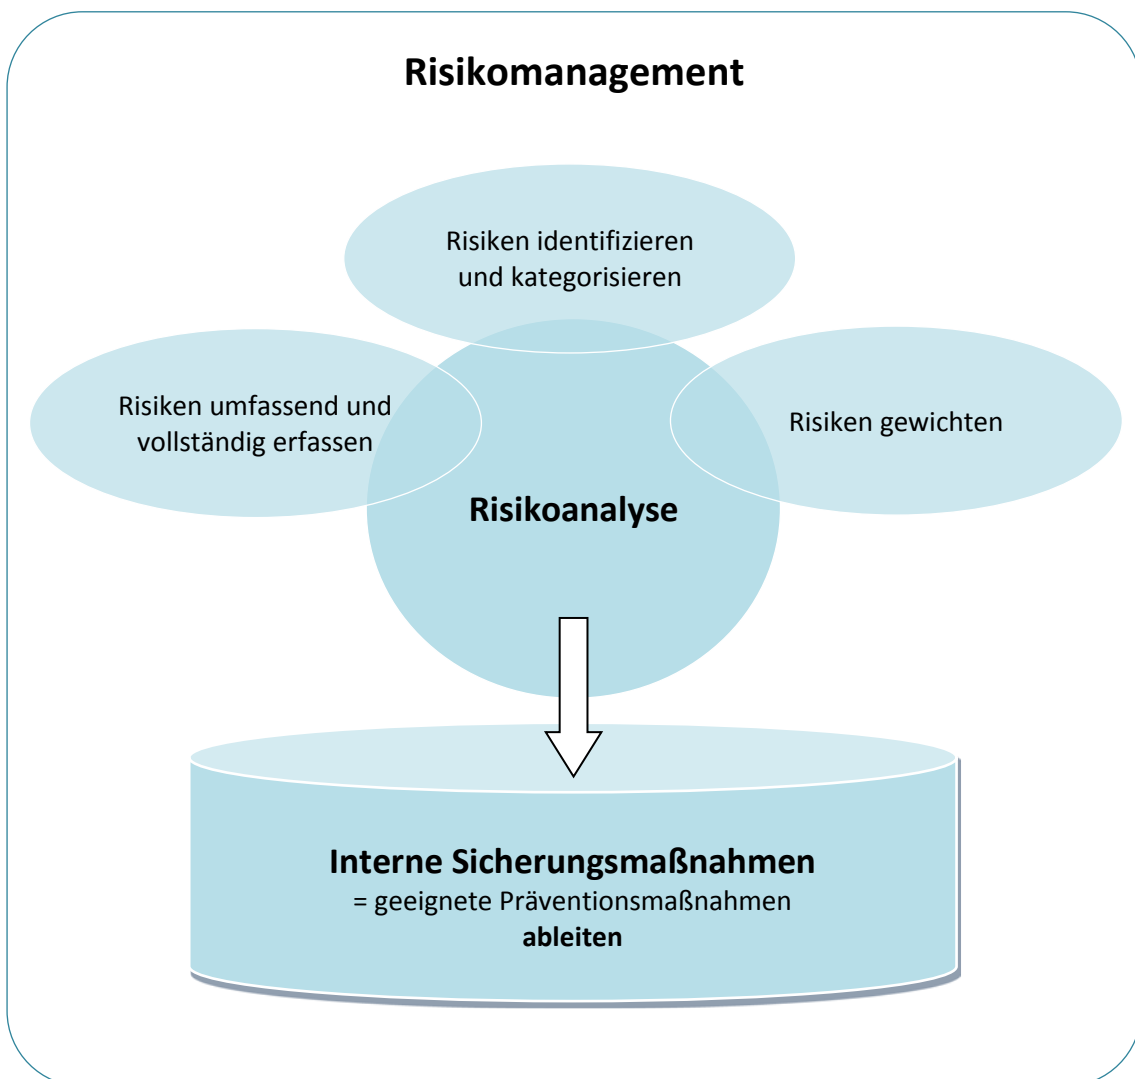 Risikomanagement
Risiken identifizieren
und kategorisieren
Risiken umfassend und
vollständig erfassen
Risiken gewichten
Risikoanalyse
Interne Sicherungsmaßnahmen
= geeignete Präventionsmaßnahmen
ableiten